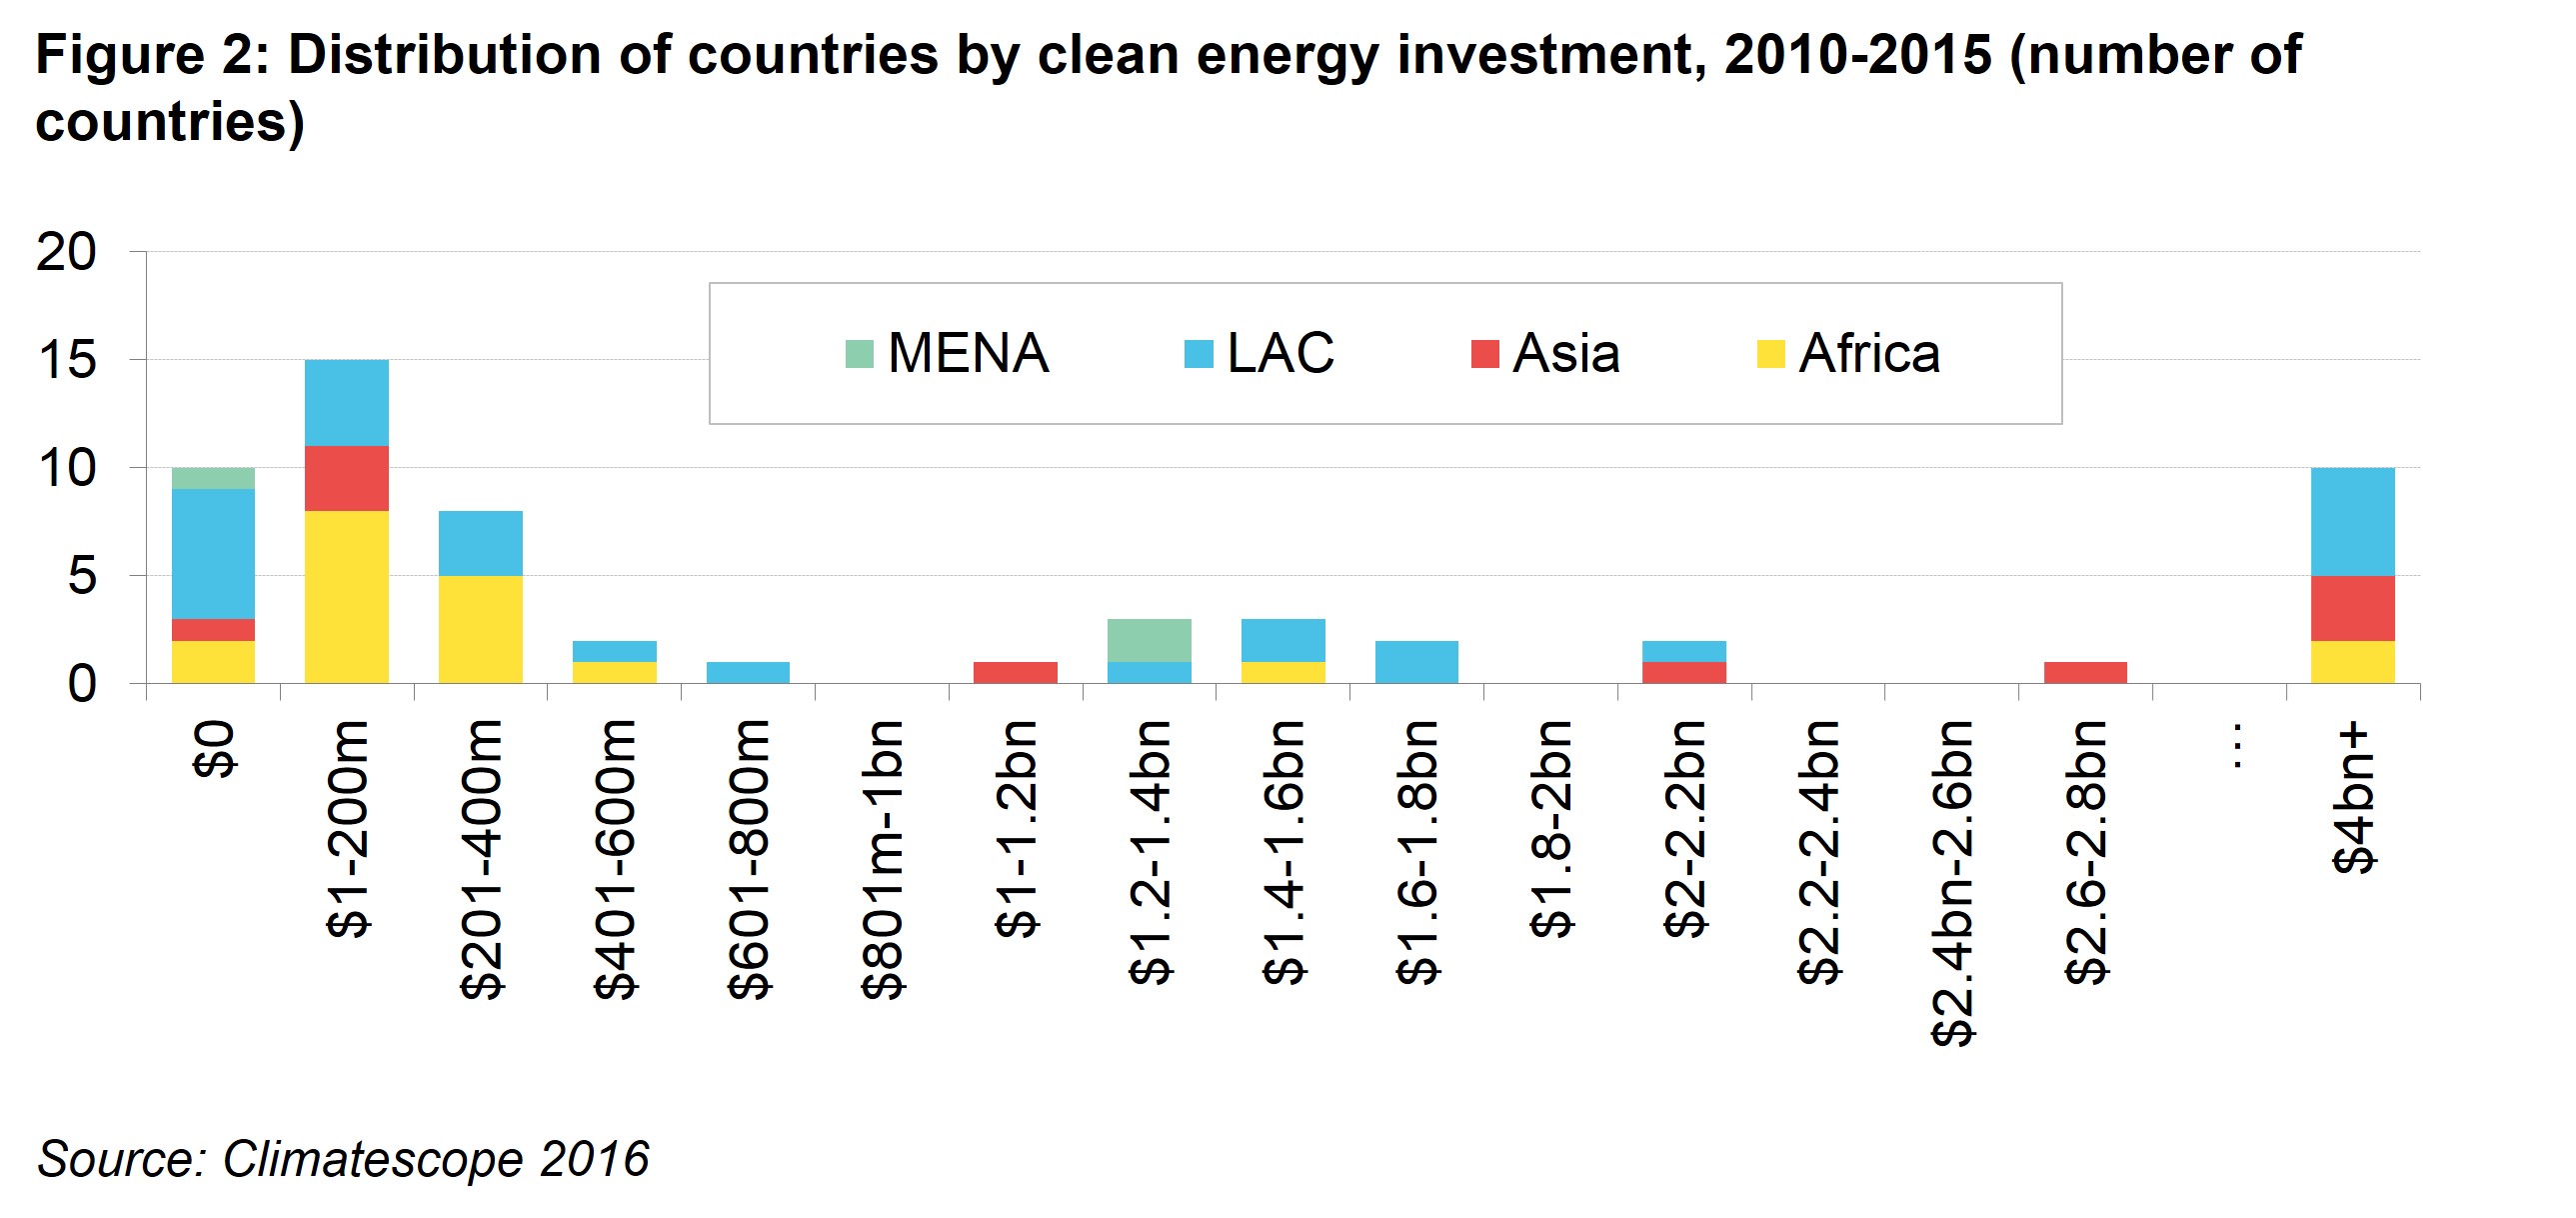 Figure 2: Distribution of countries by clean energy investment, 2010-2015 (number of
countries)
20
15
10
5
0
MENA
LAC
Asia
Africa
$0
$1-200m
$201-400m
$401-600m
$601-800m
$801m-1bn
$1-1.2bn
$1.2-1.4bn
$1.4-1.6bn
$1.6-1.8bn
$1.8-2bn
$2-2.2bn
$2.2-2.4bn
$2.4bn-2.6bn
$2.6-2.8bn
...
$4bn+
Source: Climatescope 2016